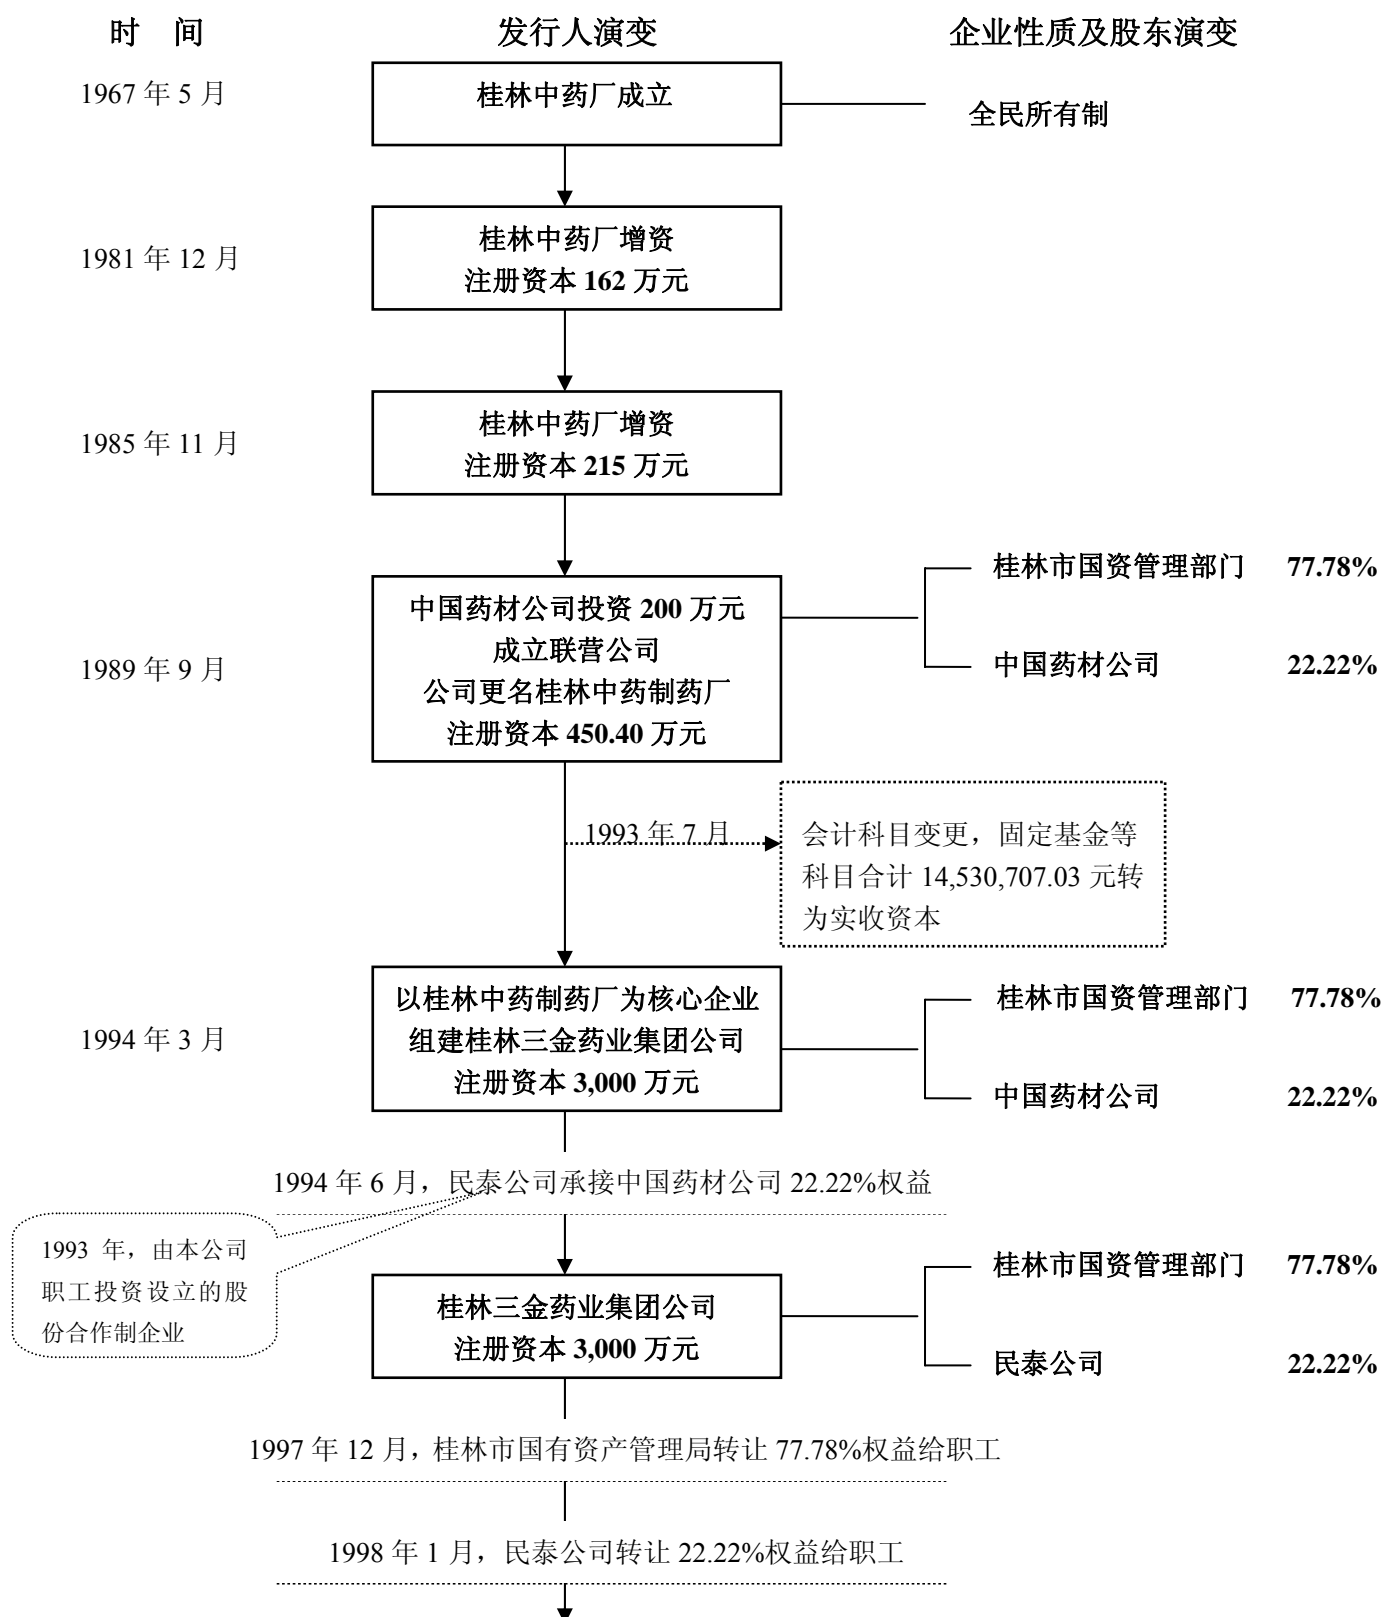 时 间 发行人演变 企业性质及股东演变
1967 年 5 月
桂林中药厂成立
全民所有制
1981 年 12 月
桂林中药厂增资
注册资本 162 万元
1985 年 11 月
桂林中药厂增资
注册资本 215 万元
1989 年 9 月
中国药材公司投资 200 万元
成立联营公司
公司更名桂林中药制药厂
注册资本 450.40 万元
桂林市国资管理部门 77.78%
中国药材公司 22.22%
1993 年 7 月
会计科目变更，固定基金等
科目合计 14,530,707.03 元转
为实收资本
1994 年 3 月
以桂林中药制药厂为核心企业
组建桂林三金药业集团公司
注册资本 3,000 万元
桂林市国资管理部门 77.78%
中国药材公司 22.22%
1994 年 6 月，民泰公司承接中国药材公司 22.22%权益
1993 年，由本公司
职工投资设立的股
份合作制企业
桂林三金药业集团公司
注册资本 3,000 万元
桂林市国资管理部门 77.78%
民泰公司 22.22%
1997 年 12 月，桂林市国有资产管理局转让 77.78%权益给职工
1998 年 1 月，民泰公司转让 22.22%权益给职工